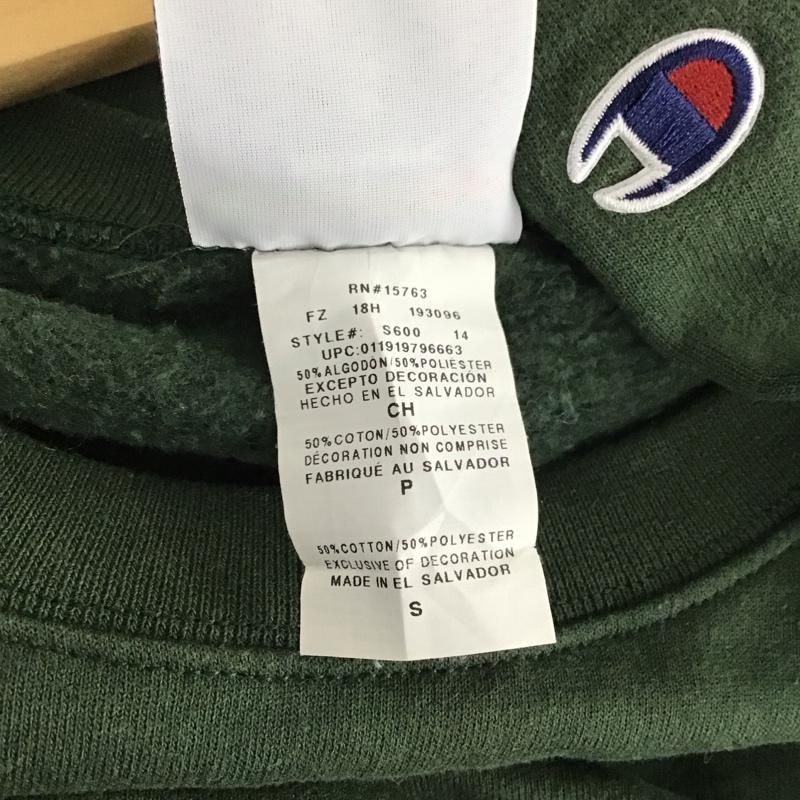 RN#15763
FZ 18H 193096
STYLE#: S600 14
UPC:011919796663
50%ALGODÓN/50%POLIÉSTER
EXCEPTO DECORACIÓN
HECHO EN EL SALVADOR
CH
50%COTON/50%POLYESTER
DÉCORATION NON COMPRISE
FABRIQUÉ AU SALVADOR
P
50%COTTON/50%POLYESTER
EXCLUSIVE OF DECORATION
MADE IN EL SALVADOR
S